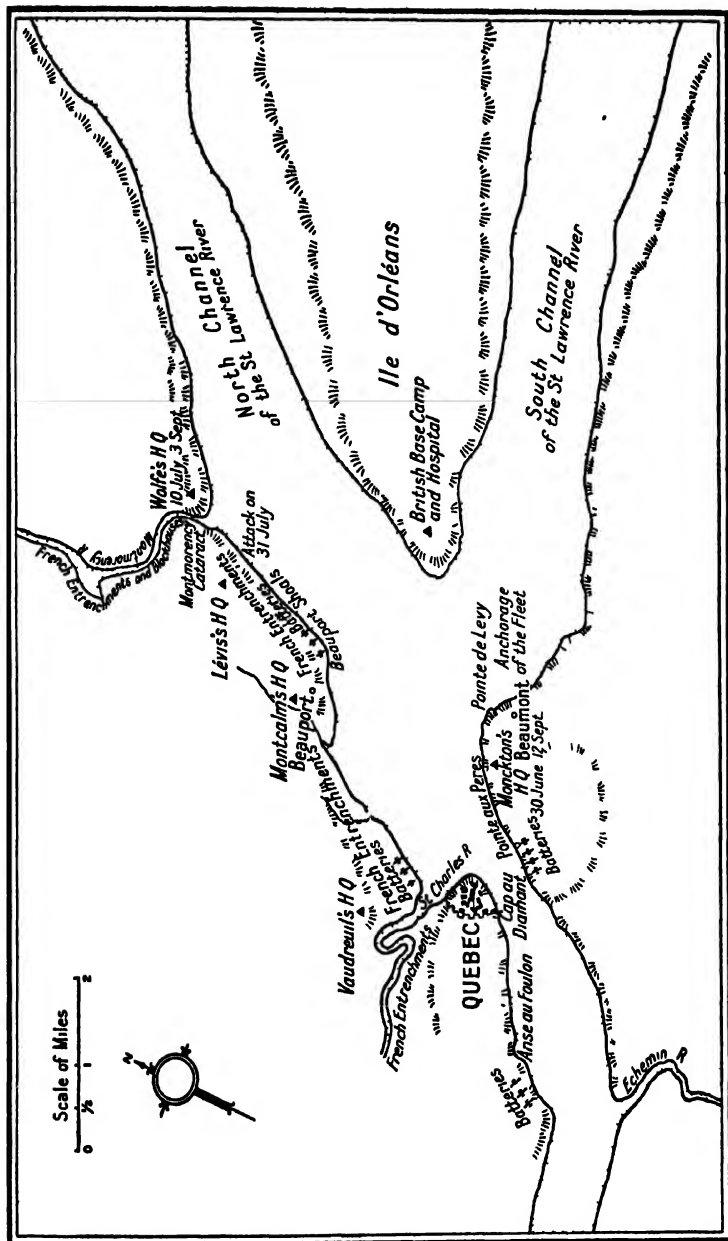 Scale of Miles
0 ½ 1 2
N
French Entrenchments and Blockhouses
Montmorency R
Wolfe's HQ
10 July, 3 Sept.
Montmorency
Cataract
North Channel
of the St Lawrence River
Lévis's HQ
French Entrenchments
Batteries
Attack on
31 July
Beauport Shoals
Montcalm's HQ
Beauport
Ile d'Orléans
British Base Camp
and Hospital
Vaudreuil's HQ
French Entrenchments
Batteries
St Charles R
French Entrenchments
QUEBEC
Cap au
Diamant
Anse au Foulon
Batteries
Pointe aux Peres
Pointe de Levy
Monckton's
HQ
Beaumont
Anchorage
of the Fleet
Batteries 30 June 12 Sept.
South Channel
of the St Lawrence River
Echemin R